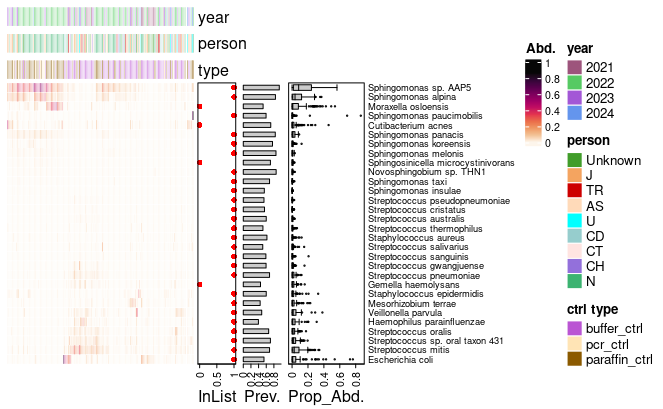 year
person
type
Sphingomonas sp. AAP5
Sphingomonas alpina
Moraxella osloensis
Sphingomonas paucimobilis
Cutibacterium acnes
Sphingomonas panacis
Sphingomonas koreensis
Sphingomonas melonis
Sphingosinicella microcystinivorans
Novosphingobium sp. THN1
Sphingomonas taxi
Sphingomonas insulae
Streptococcus pseudopneumoniae
Streptococcus cristatus
Streptococcus australis
Streptococcus thermophilus
Staphylococcus aureus
Streptococcus salivarius
Streptococcus sanguinis
Streptococcus gwangjuense
Streptococcus pneumoniae
Gemella haemolysans
Staphylococcus epidermidis
Mesorhizobium terrae
Veillonella parvula
Haemophilus parainfluenzae
Streptococcus oralis
Streptococcus sp. oral taxon 431
Streptococcus mitis
Escherichia coli
0 0.5 1
0 0.2 0.4 0.6 0.8
0 0.2 0.4 0.6 0.8
InList Prev. Prop_Abd.
Abd.
1
0.8
0.6
0.4
0.2
0
year
2021
2022
2023
2024
person
Unknown
J
TR
AS
U
CD
CT
CH
N
ctrl type
buffer_ctrl
pcr_ctrl
paraffin_ctrl